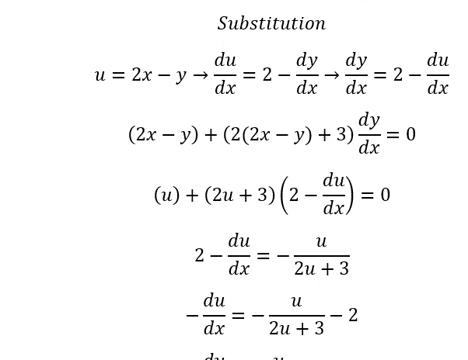 Substitution
u = 2x − y → du/dx = 2 − dy/dx → dy/dx = 2 − du/dx
(2x − y) + (2(2x − y) + 3) dy/dx = 0
(u) + (2u + 3) (2 − du/dx) = 0
2 − du/dx = − u/(2u + 3)
− du/dx = − u/(2u + 3) − 2
du u